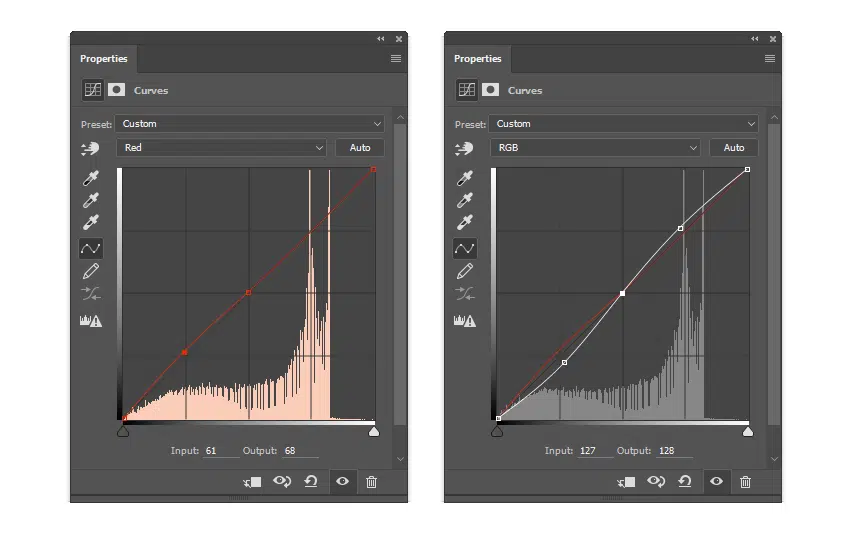 Properties
Curves
Preset: Custom
Red Auto
Input: 61 Output: 68
Properties
Curves
Preset: Custom
RGB Auto
Input: 127 Output: 128